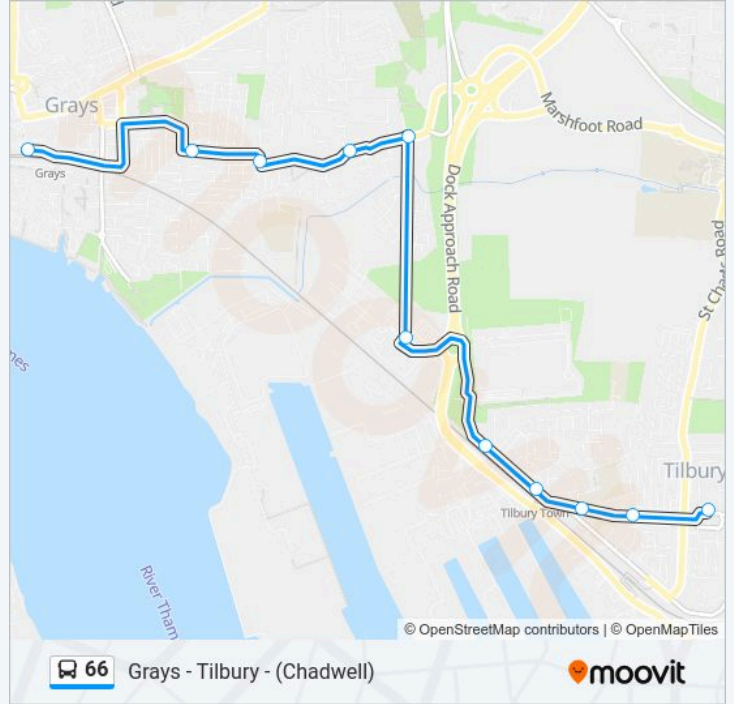 Grays
Marshfoot Road
Grays
Dock Approach Road
St Chads Road
Tilbury
Tilbury Town
River Tham
© OpenStreetMap contributors | © OpenMapTiles
66 Grays - Tilbury - (Chadwell)
moovit